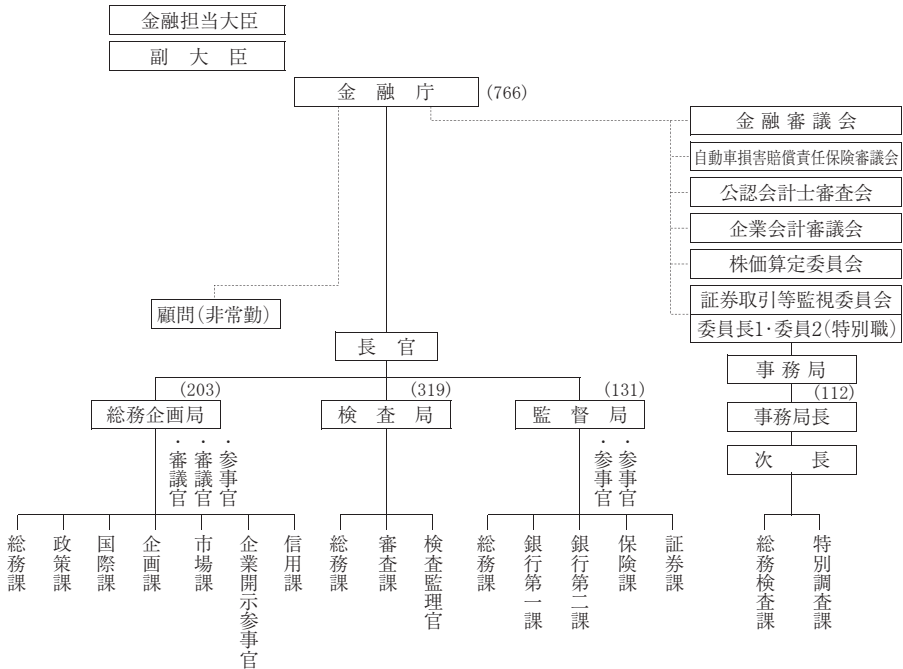 金融担当大臣
副大臣
金融庁 (766)
金融審議会
自動車損害賠償責任保険審議会
公認会計士審査会
企業会計審議会
株価算定委員会
証券取引等監視委員会
委員長1・委員2(特別職)
顧問(非常勤)
長官
事務局
(112)
事務局長
次長
(203)
総務企画局
(319)
検査局
(131)
監督局
・審議官
・審議官
・参事官
・参事官
・参事官
総務課
政策課
国際課
企画課
市場課
企業開示参事官
信用課
総務課
審査課
検査監理官
総務課
銀行第一課
銀行第二課
保険課
証券課
総務検査課
特別調査課